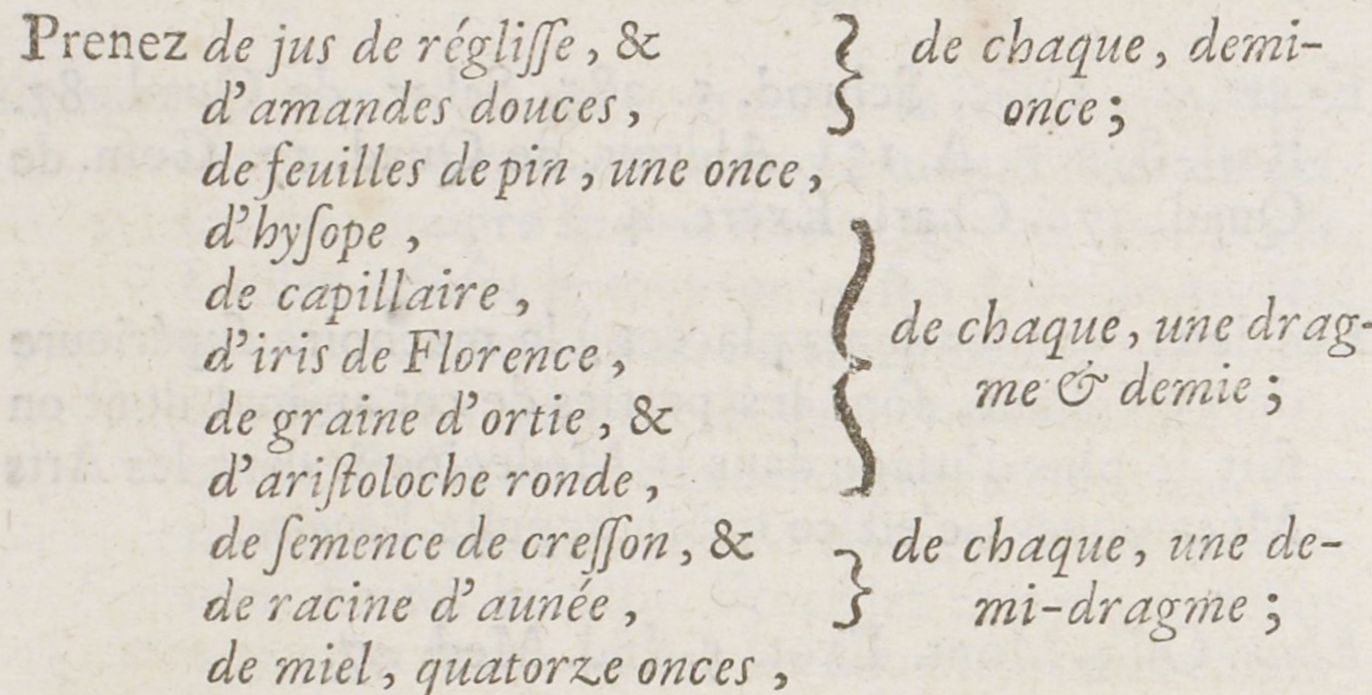 Prenez de jus de régliſſe, & } de chaque, demi-
d'amandes douces, } once;
de feuilles de pin, une once,
d'hyſope,
de capillaire,
d'iris de Florence, } de chaque, une drag-
de graine d'ortie, & } me & demie;
d'ariſtoloche ronde,
de ſemence de creſſon, & } de chaque, une de-
de racine d'aunée, } mi-dragme;
de miel, quatorze onces,